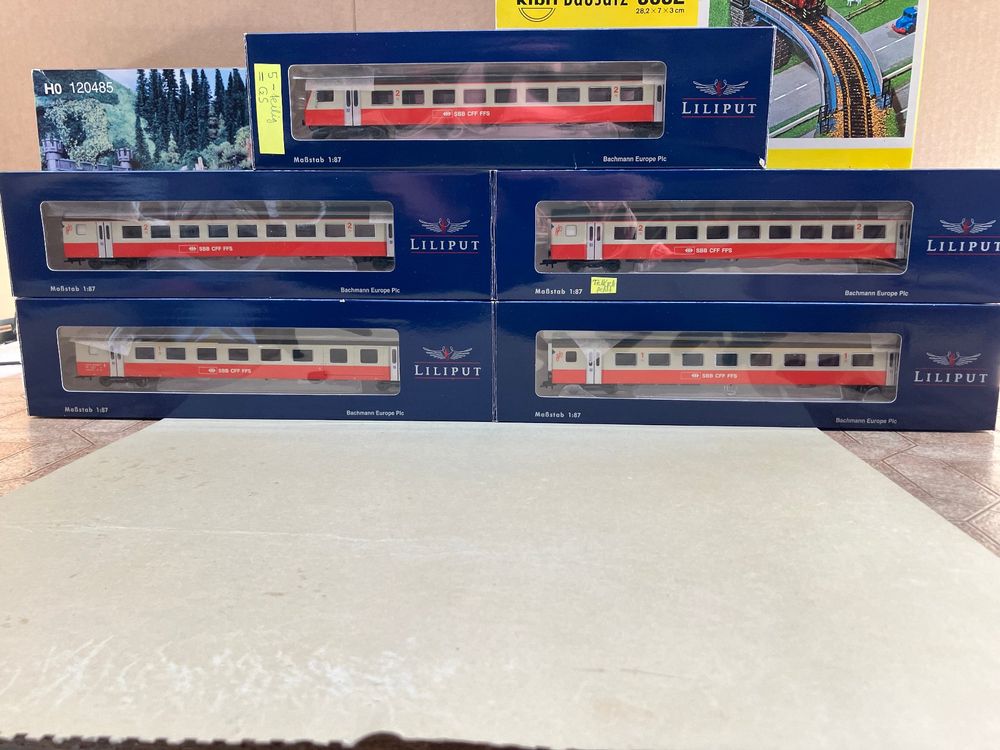 kibri Bausatz
28,2 × 7 × 3 cm
H0 120485
5-teilig
=
2
2
SBB CFF FFS
LILIPUT
Maßstab 1:87
Bachmann Europe Plc
2
2
SBB CFF FFS
LILIPUT
Maßstab 1:87
Bachmann Europe Plc
2
2
SBB CFF FFS
LILIPUT
Maßstab 1:87
Bachmann Europe Plc
1
1
SBB CFF FFS
LILIPUT
Maßstab 1:87
Bachmann Europe Plc
1
1
SBB CFF FFS
LILIPUT
Maßstab 1:87
Bachmann Europe Plc